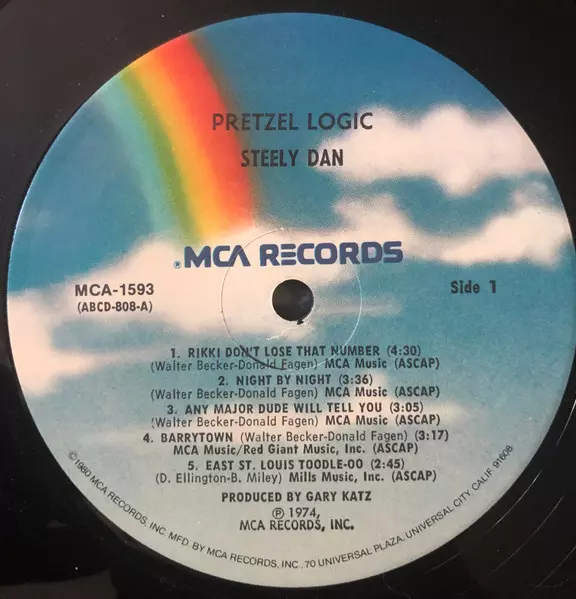 PRETZEL LOGIC
STEELY DAN
MCA RECORDS
MCA-1593
(ABCD-808-A)
Side 1
1. RIKKI DON'T LOSE THAT NUMBER (4:30)
(Walter Becker-Donald Fagen) MCA Music (ASCAP)
2. NIGHT BY NIGHT (3:36)
(Walter Becker-Donald Fagen) MCA Music (ASCAP)
3. ANY MAJOR DUDE WILL TELL YOU (3:05)
(Walter Becker-Donald Fagen) MCA Music (ASCAP)
4. BARRYTOWN (Walter Becker-Donald Fagen) (3:17)
MCA Music/Red Giant Music, Inc. (ASCAP)
5. EAST ST. LOUIS TOODLE-OO (2:45)
(D. Ellington-B. Miley) Mills Music, Inc. (ASCAP)
PRODUCED BY GARY KATZ
℗ 1974,
MCA RECORDS, INC.
©1980 MCA RECORDS, INC. MFD. BY MCA RECORDS, INC., 70 UNIVERSAL PLAZA, UNIVERSAL CITY, CALIF. 91608